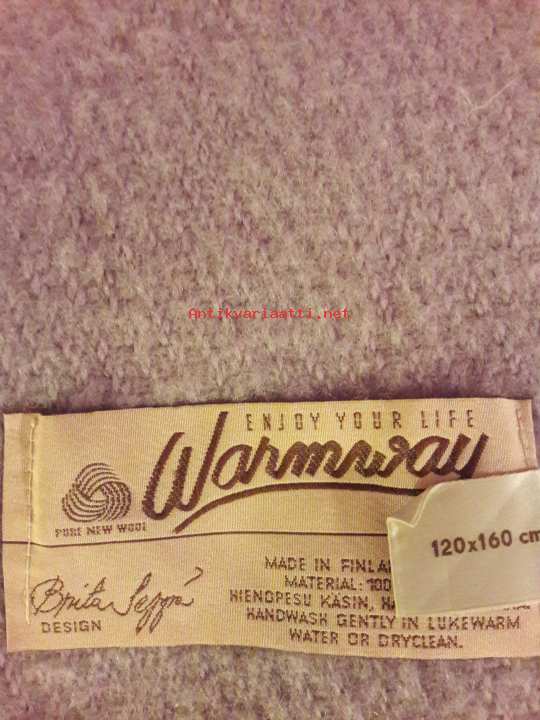 Antikvariaatti.net
ENJOY YOUR LIFE
Warmway
PURE NEW WOOL
120x160 cm
MADE IN FINLA
MATERIAL: 100
HIENOPESU KÄSIN, HA
HANDWASH GENTLY IN LUKEWARM
WATER OR DRYCLEAN.
Brita Seppä
DESIGN